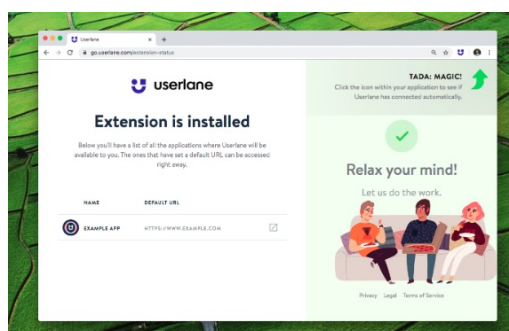 Userlane
go.userlane.com/extension-status
userlane
Extension is installed
Below you'll have a list of all the applications where Userlane will be
available to you. The ones that have set a default URL can be accessed
right away.
NAME DEFAULT URL
EXAMPLE APP HTTPS://WWW.EXAMPLE.COM
TADA: MAGIC!
Click the icon within your application to see if
Userlane has connected automatically.
Relax your mind!
Let us do the work.
Privacy Legal Terms of Service